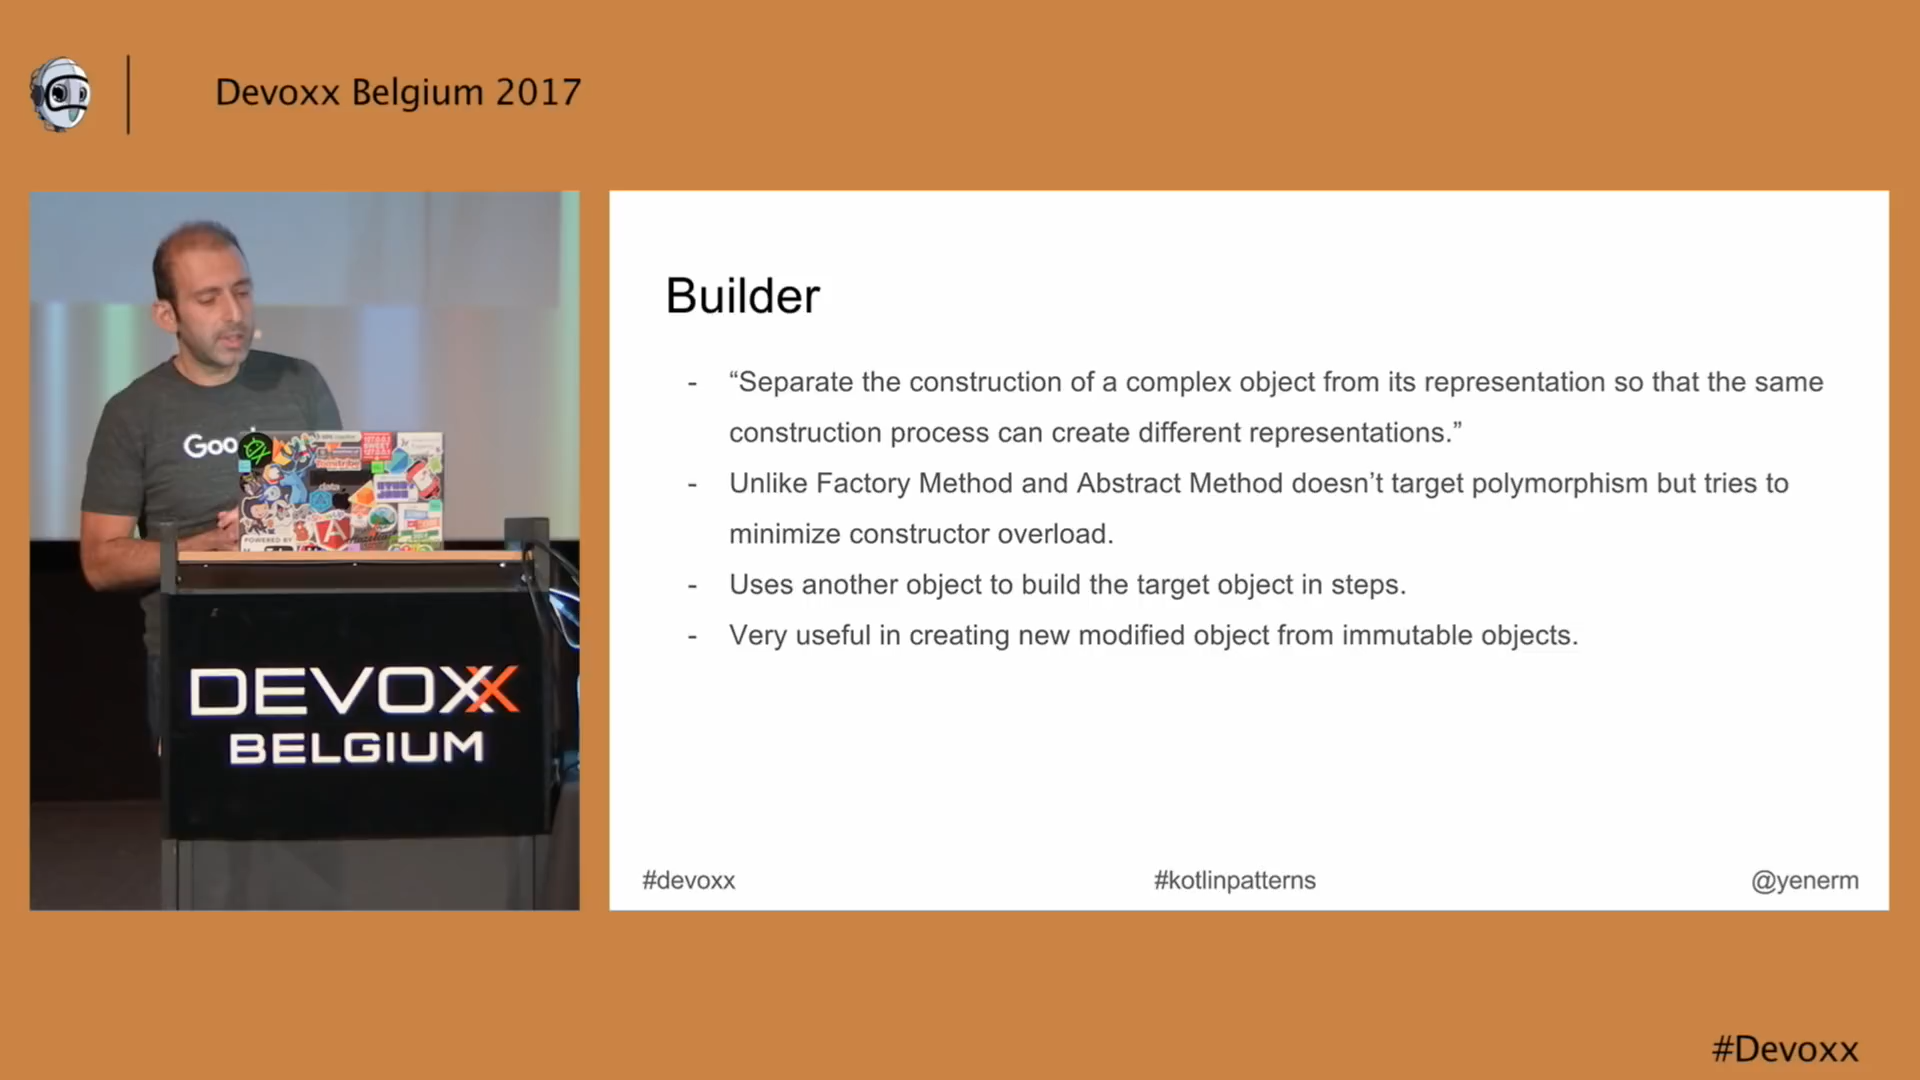 Devoxx Belgium 2017
Goo
POWERED BY
DEVOXX
BELGIUM
Builder
- “Separate the construction of a complex object from its representation so that the same
construction process can create different representations.”
- Unlike Factory Method and Abstract Method doesn’t target polymorphism but tries to
minimize constructor overload.
- Uses another object to build the target object in steps.
- Very useful in creating new modified object from immutable objects.
#devoxx
#kotlinpatterns
@yenerm
#Devoxx